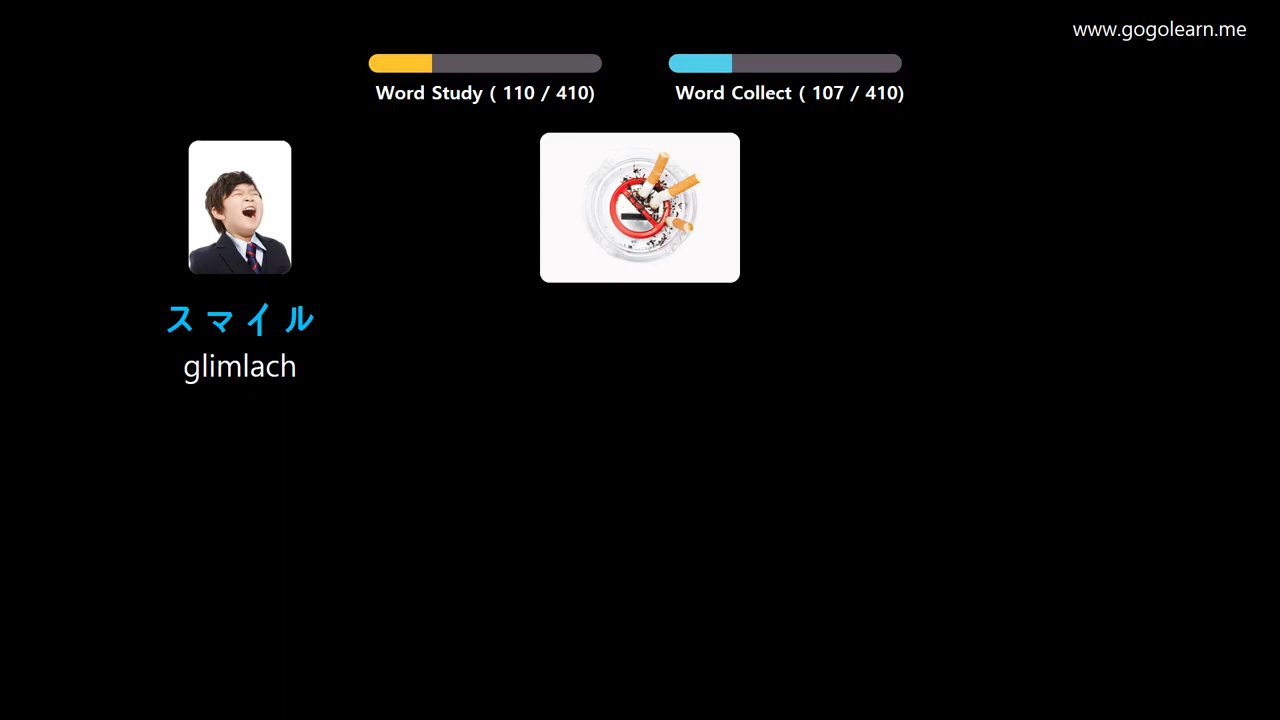 www.gogolearn.me
Word Study ( 110 / 410)
Word Collect ( 107 / 410)
スマイル
glimlach